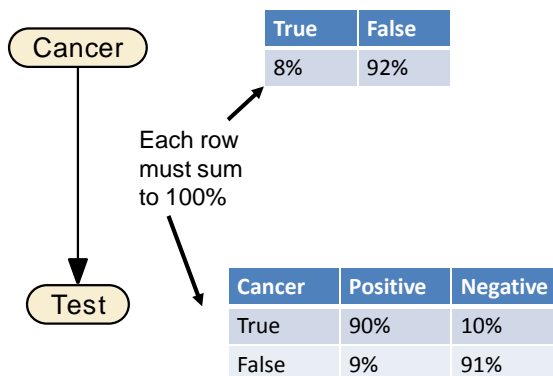 Cancer
True False
8% 92%
Each row
must sum
to 100%
Test
Cancer Positive Negative
True 90% 10%
False 9% 91%